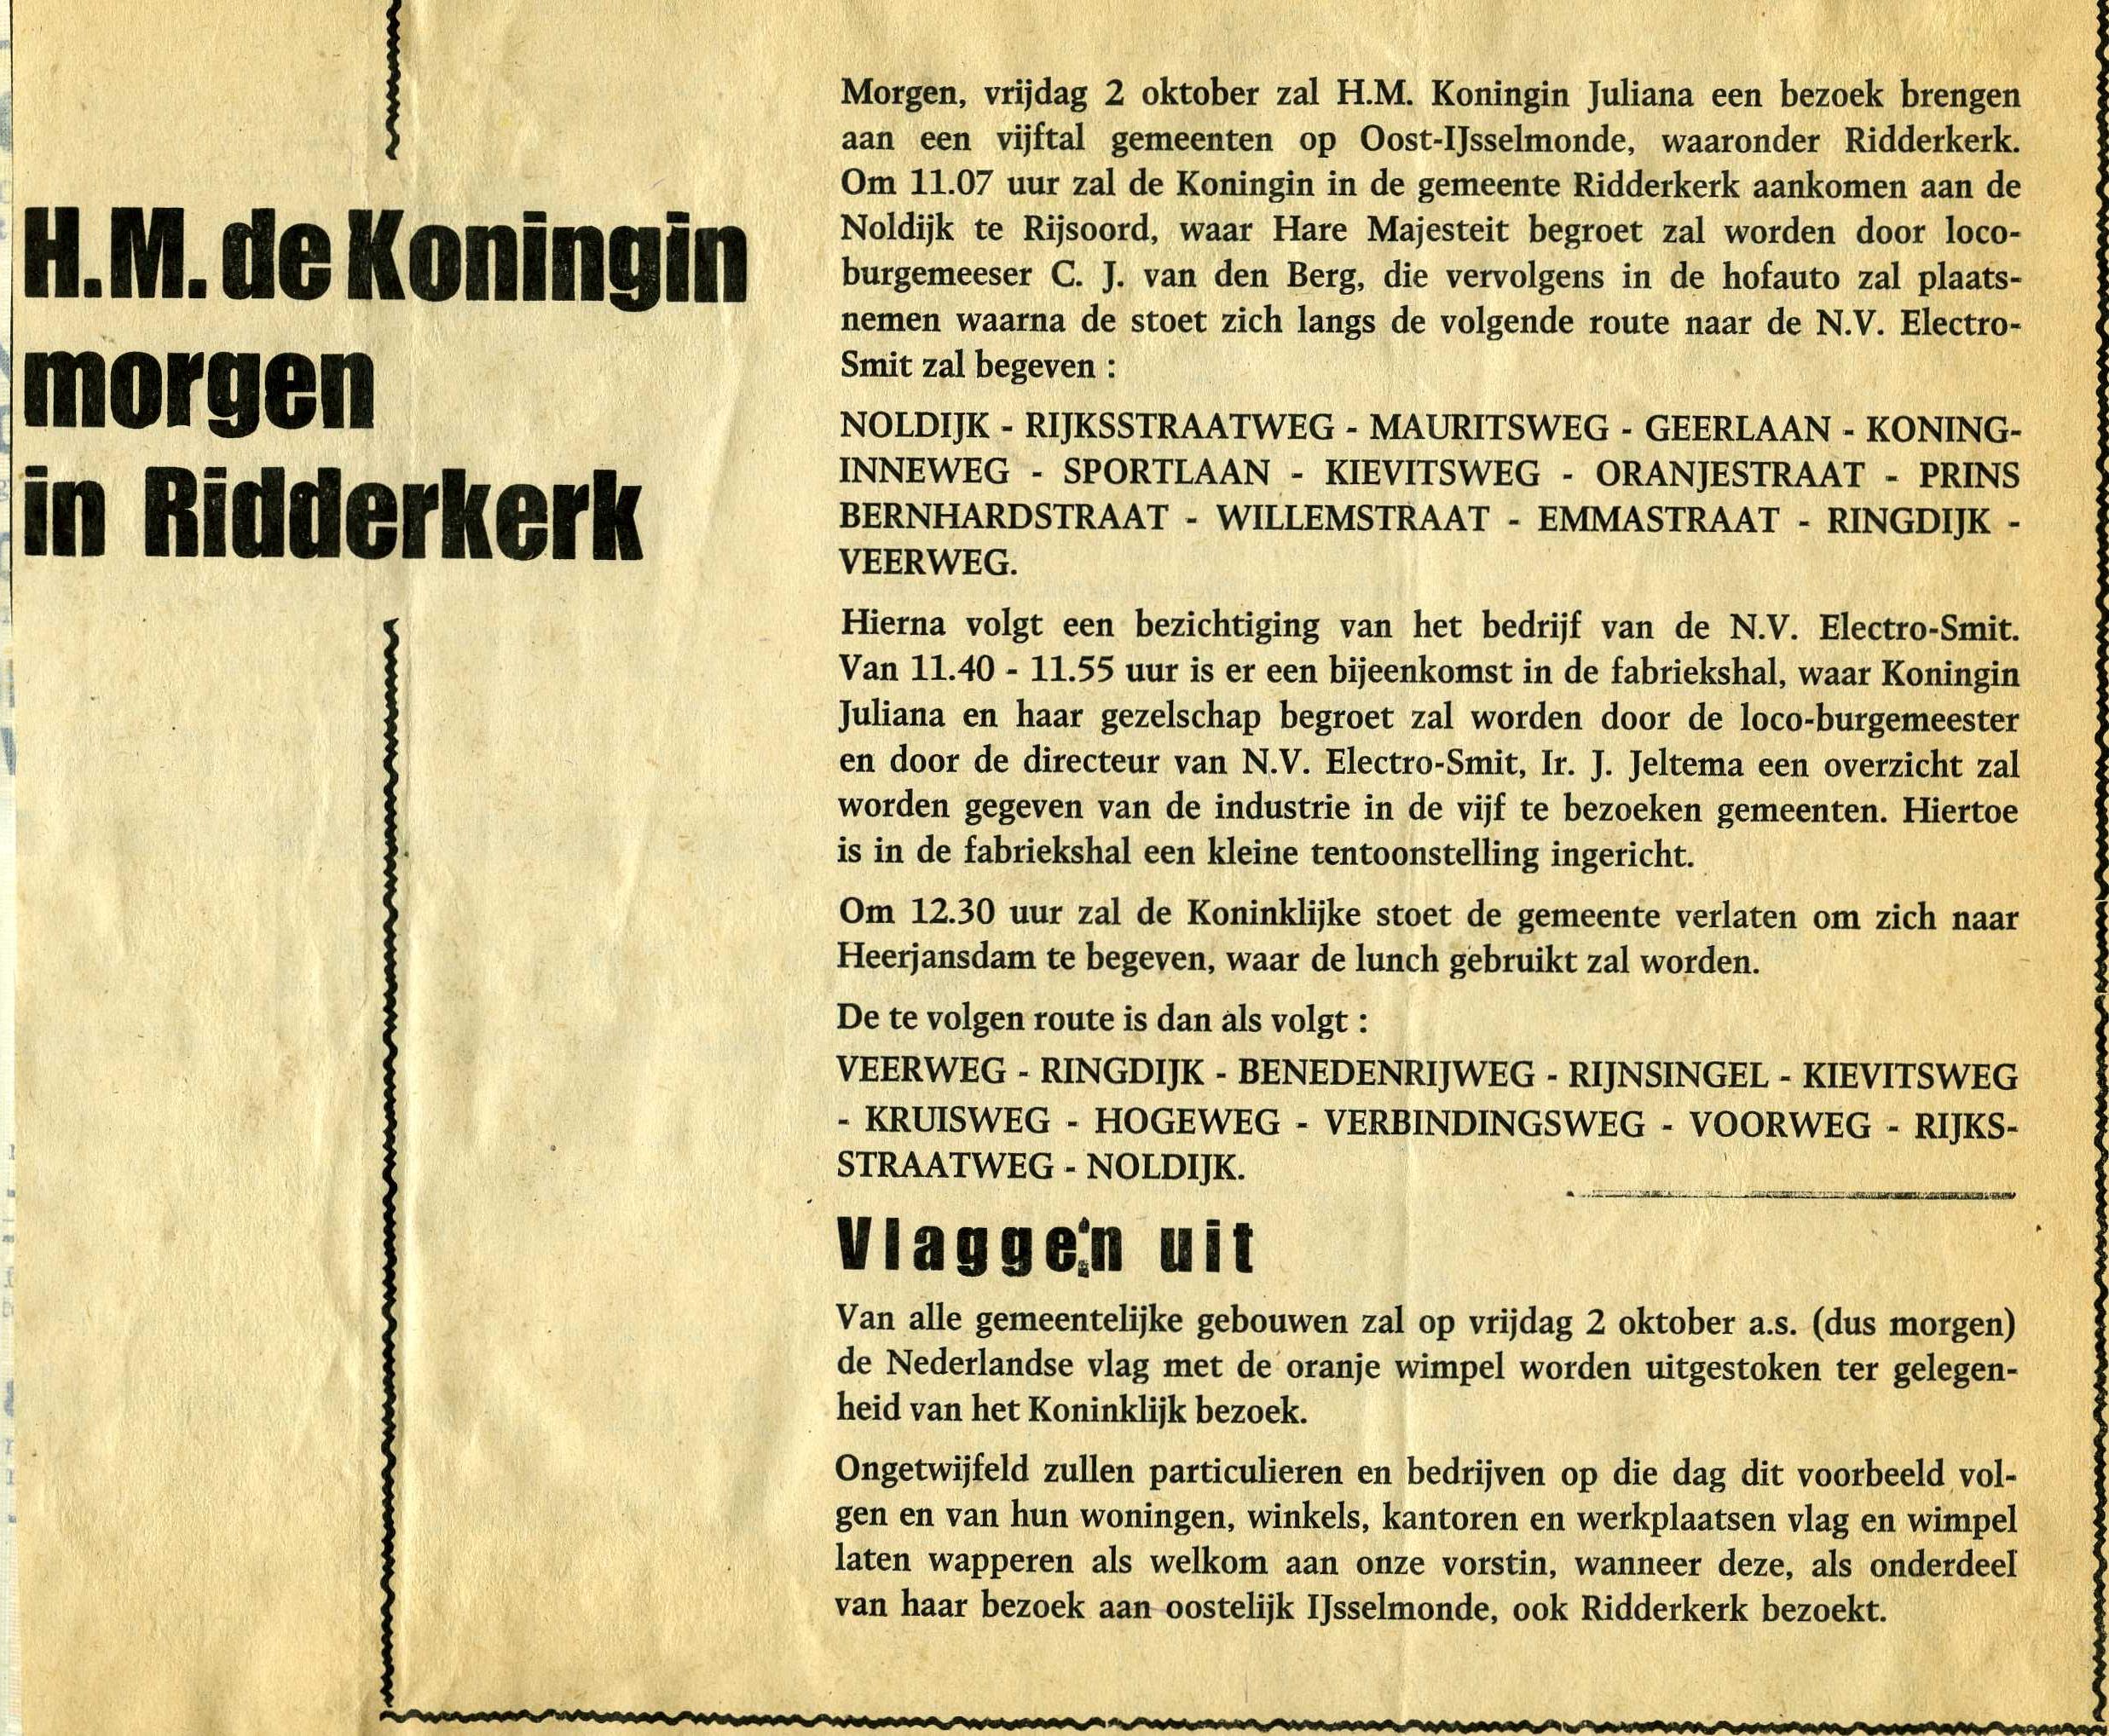 H.M. de Koningin
morgen
in Ridderkerk
Morgen, vrijdag 2 oktober zal H.M. Koningin Juliana een bezoek brengen
aan een vijftal gemeenten op Oost-IJsselmonde, waaronder Ridderkerk.
Om 11.07 uur zal de Koningin in de gemeente Ridderkerk aankomen aan de
Noldijk te Rijsoord, waar Hare Majesteit begroet zal worden door loco-
burgemeeser C. J. van den Berg, die vervolgens in de hofauto zal plaats-
nemen waarna de stoet zich langs de volgende route naar de N.V. Electro-
Smit zal begeven :
NOLDIJK - RIJKSSTRAATWEG - MAURITSWEG - GEERLAAN - KONING-
INNEWEG - SPORTLAAN - KIEVITSWEG - ORANJESTRAAT - PRINS
BERNHARDSTRAAT - WILLEMSTRAAT - EMMASTRAAT - RINGDIJK -
VEERWEG.
Hierna volgt een bezichtiging van het bedrijf van de N.V. Electro-Smit.
Van 11.40 - 11.55 uur is er een bijeenkomst in de fabriekshal, waar Koningin
Juliana en haar gezelschap begroet zal worden door de loco-burgemeester
en door de directeur van N.V. Electro-Smit, Ir. J. Jeltema een overzicht zal
worden gegeven van de industrie in de vijf te bezoeken gemeenten. Hiertoe
is in de fabriekshal een kleine tentoonstelling ingericht.
Om 12.30 uur zal de Koninklijke stoet de gemeente verlaten om zich naar
Heerjansdam te begeven, waar de lunch gebruikt zal worden.
De te volgen route is dan als volgt :
VEERWEG - RINGDIJK - BENEDENRIJWEG - RIJNSINGEL - KIEVITSWEG
- KRUISWEG - HOGEWEG - VERBINDINGSWEG - VOORWEG - RIJKS-
STRAATWEG - NOLDIJK.
Vlaggen uit
Van alle gemeentelijke gebouwen zal op vrijdag 2 oktober a.s. (dus morgen)
de Nederlandse vlag met de oranje wimpel worden uitgestoken ter gelegen-
heid van het Koninklijk bezoek.
Ongetwijfeld zullen particulieren en bedrijven op die dag dit voorbeeld vol-
gen en van hun woningen, winkels, kantoren en werkplaatsen vlag en wimpel
laten wapperen als welkom aan onze vorstin, wanneer deze, als onderdeel
van haar bezoek aan oostelijk IJsselmonde, ook Ridderkerk bezoekt.